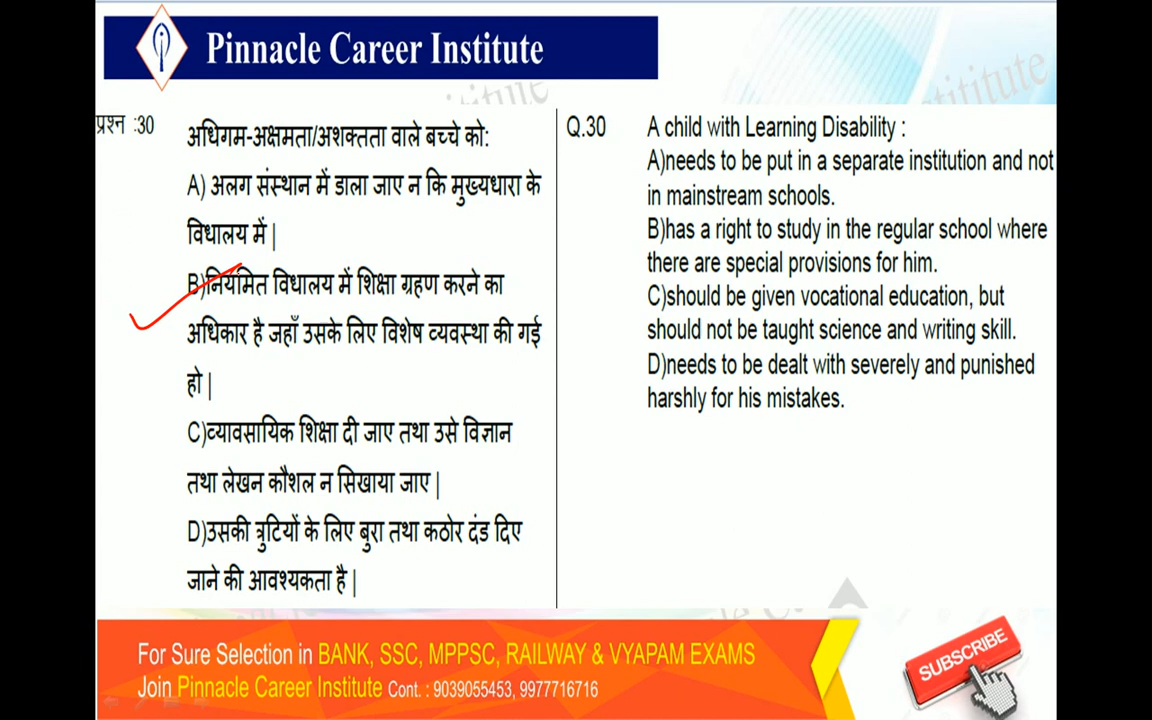 Pinnacle Career Institute
प्रश्न :30
अधिगम-अक्षमता/अशक्तता वाले बच्चे को:
A) अलग संस्थान में डाला जाए न कि मुख्यधारा के
विधालय में |
B)नियमित विधालय में शिक्षा ग्रहण करने का
अधिकार है जहाँ उसके लिए विशेष व्यवस्था की गई
हो |
C)व्यावसायिक शिक्षा दी जाए तथा उसे विज्ञान
तथा लेखन कौशल न सिखाया जाए |
D)उसकी त्रुटियों के लिए बुरा तथा कठोर दंड दिए
जाने की आवश्यकता है |
Q.30
A child with Learning Disability :
A)needs to be put in a separate institution and not
in mainstream schools.
B)has a right to study in the regular school where
there are special provisions for him.
C)should be given vocational education, but
should not be taught science and writing skill.
D)needs to be dealt with severely and punished
harshly for his mistakes.
For Sure Selection in BANK, SSC, MPPSC, RAILWAY & VYAPAM EXAMS
Join Pinnacle Career Institute Cont. : 9039055453, 9977716716
SUBSCRIBE